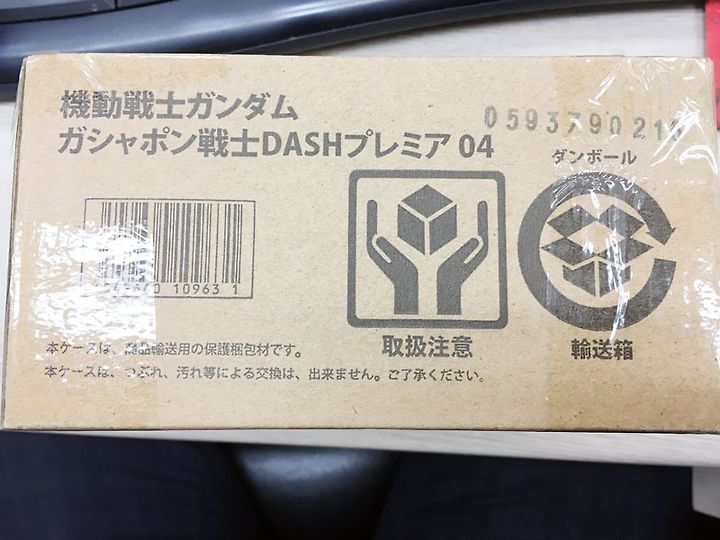 機動戦士ガンダム
ガシャポン戦士DASHプレミア 04
ダンボール
10963 1
取扱注意
輸送箱
本ケースは、商品輸送用の保護梱包材です。
本ケースは、つぶれ、汚れ等による交換は、出来ません。ご了承ください。